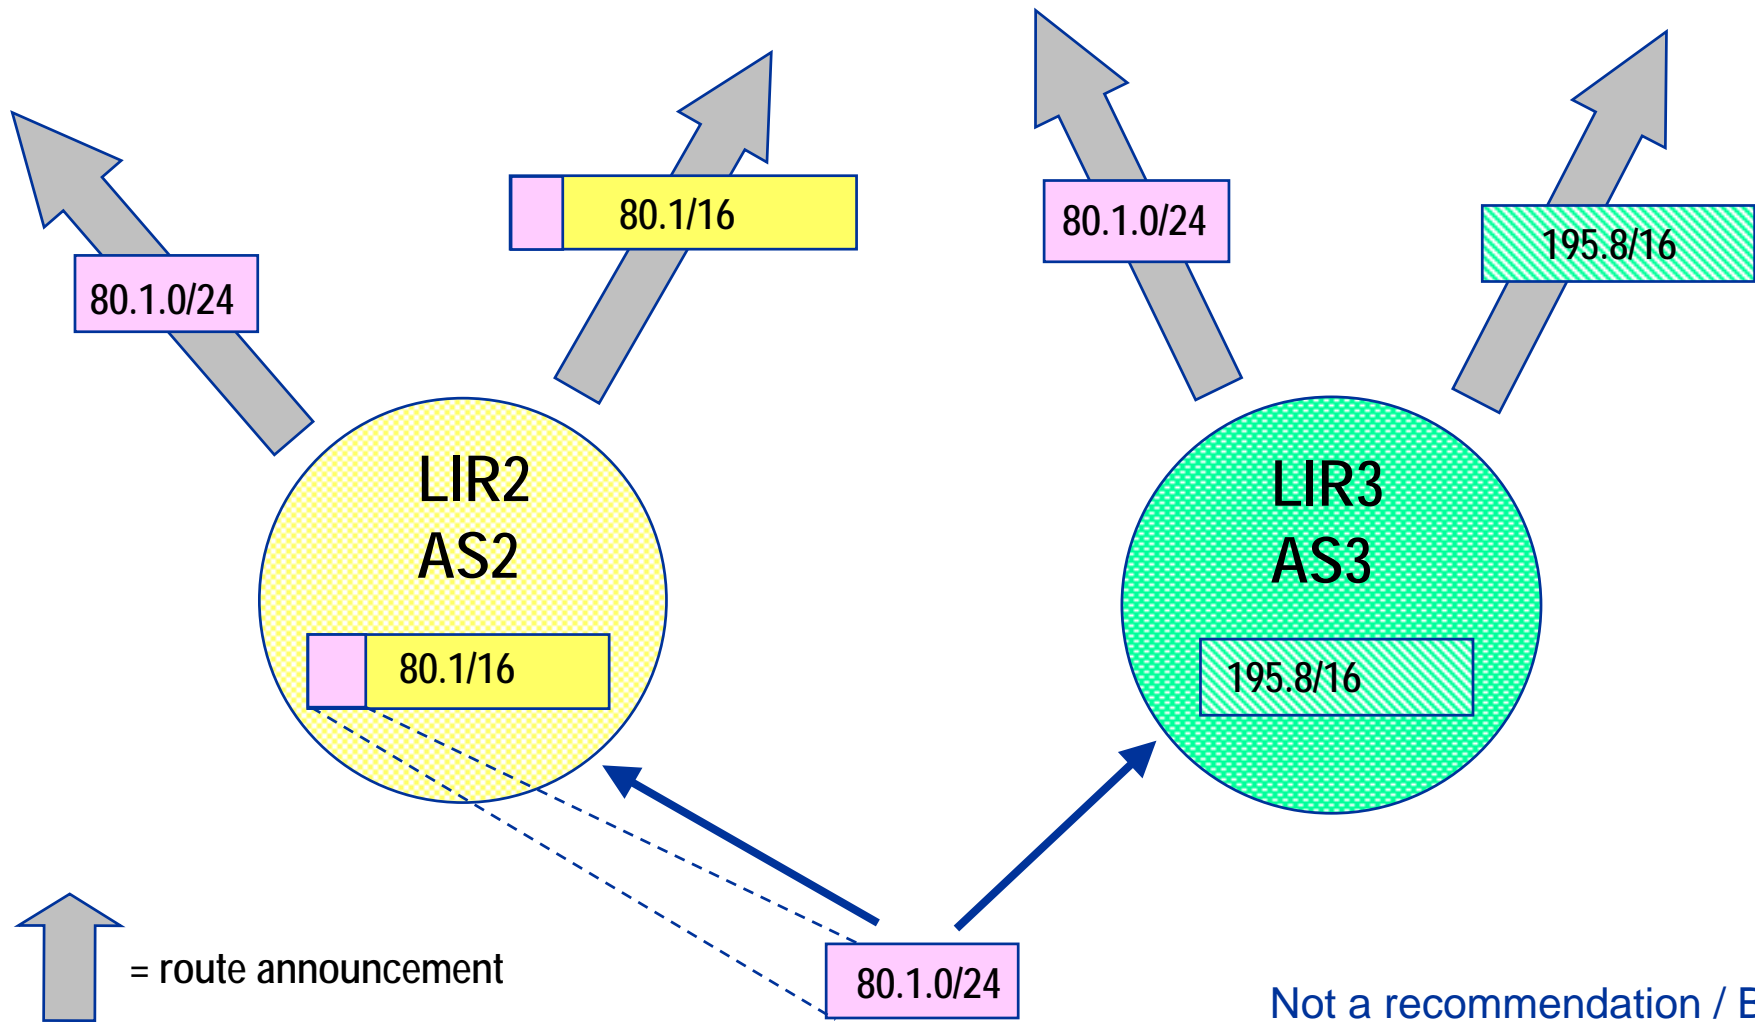 80.1/16
80.1.0/24
80.1.0/24
195.8/16
LIR2
AS2
80.1/16
LIR3
AS3
195.8/16
= route announcement
80.1.0/24
Not a recommendation /